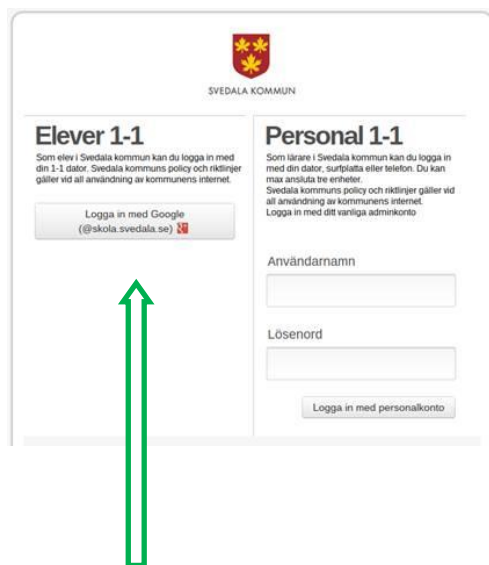 SVEDALA KOMMUN
Elever 1-1
Som elev i Svedala kommun kan du logga in med
din 1-1 dator. Svedala kommuns policy och riktlinjer
gäller vid all användning av kommunens internet.
Logga in med Google
(@skola.svedala.se)
Personal 1-1
Som lärare i Svedala kommun kan du logga in
med din dator, surfplatta eller telefon. Du kan
max ansluta tre enheter.
Svedala kommuns policy och riktlinjer gäller vid
all användning av kommunens internet.
Logga in med ditt vanliga adminkonto
Användarnamn
Lösenord
Logga in med personalkonto